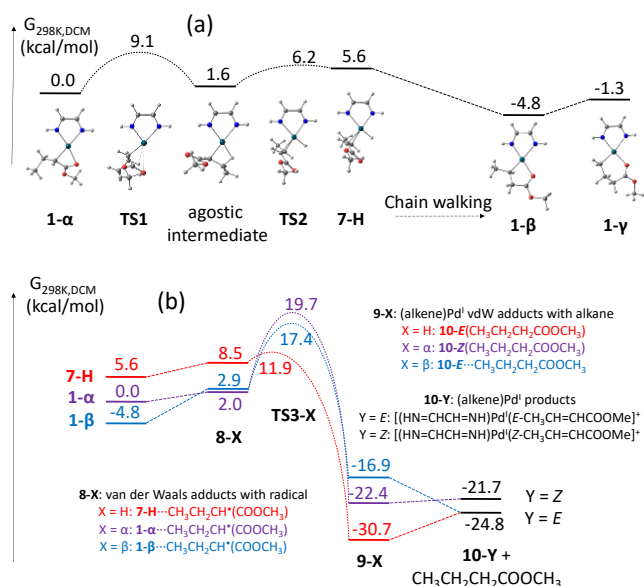 (a)
G298K,DCM
(kcal/mol)
0.0
9.1
1.6
6.2
5.6
-4.8
-1.3
1-α
TS1
agostic
intermediate
TS2
7-H
Chain walking
1-β
1-γ
(b)
G298K,DCM
(kcal/mol)
19.7
17.4
9-X: (alkene)PdI vdW adducts with alkane
X = H: 10-E(CH3CH2CH2COOCH3)
X = α: 10-Z(CH3CH2CH2COOCH3)
X = β: 10-E···CH3CH2CH2COOCH3
7-H
5.6
8.5
11.9
1-α
0.0
2.9
1-β
-4.8
2.0
8-X
TS3-X
10-Y: (alkene)PdI products
Y = E: [(HN=CHCH=NH)PdI(E-CH3CH=CHCOOMe]+
Y = Z: [(HN=CHCH=NH)PdI(Z-CH3CH=CHCOOMe]+
-16.9
-22.4
-21.7
Y = Z
-24.8
Y = E
-30.7
8-X: van der Waals adducts with radical
X = H: 7-H···CH3CH2CH•(COOCH3)
X = α: 1-α···CH3CH2CH•(COOCH3)
X = β: 1-β···CH3CH2CH•(COOCH3)
9-X
10-Y +
CH3CH2CH2COOCH3